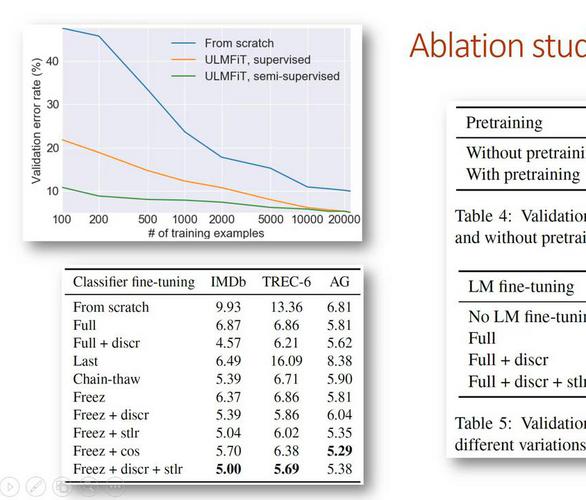 Ablation stud
From scratch
ULMFiT, supervised
ULMFiT, semi-supervised
Validation error rate (%)
40
30
20
10
100 200 500 1000 2000 5000 10000 20000
# of training examples
Classifier fine-tuning IMDb TREC-6 AG
From scratch 9.93 13.36 6.81
Full 6.87 6.86 5.81
Full + discr 4.57 6.21 5.62
Last 6.49 16.09 8.38
Chain-thaw 5.39 6.71 5.90
Freez 6.37 6.86 5.81
Freez + discr 5.39 5.86 6.04
Freez + stlr 5.04 6.02 5.35
Freez + cos 5.70 6.38 5.29
Freez + discr + stlr 5.00 5.69 5.38
Pretraining
Without pretraini
With pretraining
Table 4: Validation
and without pretrai
LM fine-tuning
No LM fine-tunin
Full
Full + discr
Full + discr + stlr
Table 5: Validation
different variations